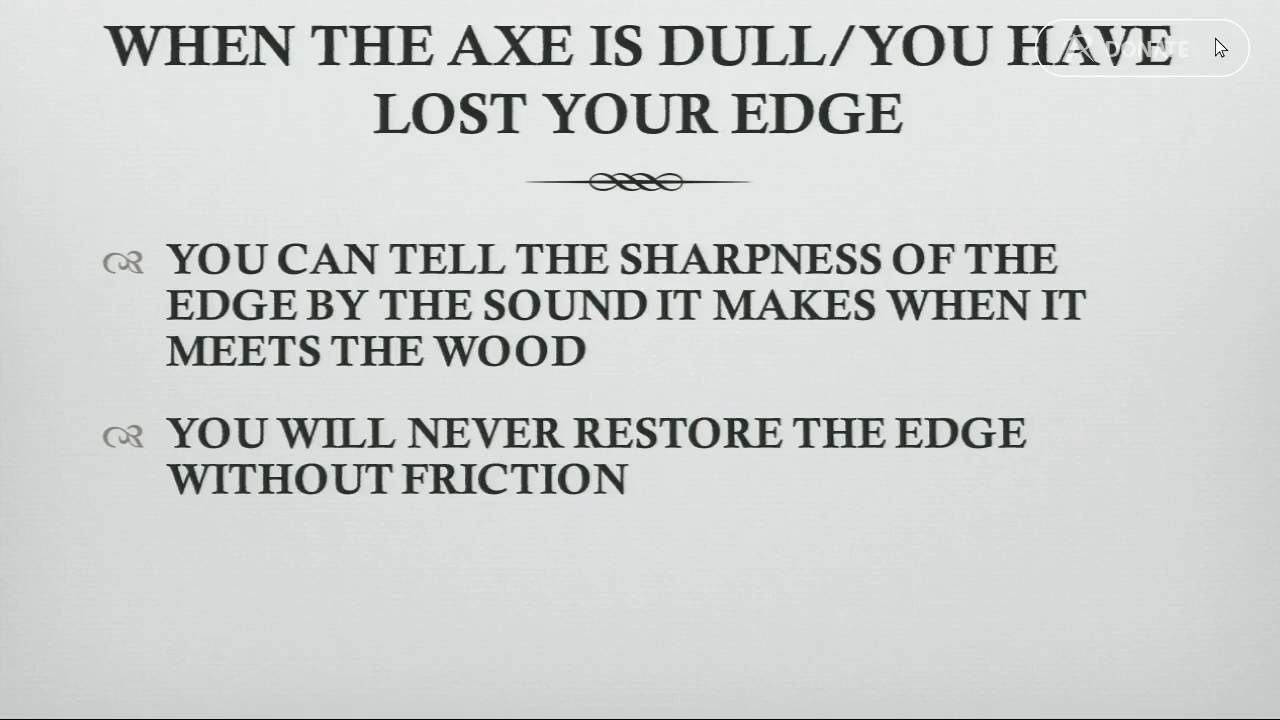 WHEN THE AXE IS DULL/YOU HAVE
DONATE
LOST YOUR EDGE
YOU CAN TELL THE SHARPNESS OF THE
EDGE BY THE SOUND IT MAKES WHEN IT
MEETS THE WOOD
YOU WILL NEVER RESTORE THE EDGE
WITHOUT FRICTION